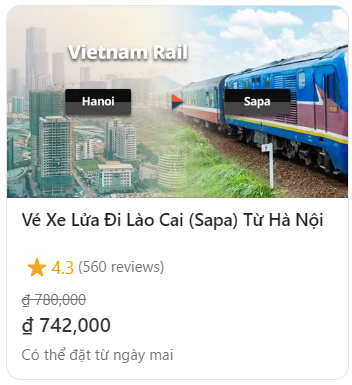 Vietnam Rail
Hanoi Sapa
Vé Xe Lửa Đi Lào Cai (Sapa) Từ Hà Nội
4.3 (560 reviews)
₫ 780,000
₫ 742,000
Có thể đặt từ ngày mai